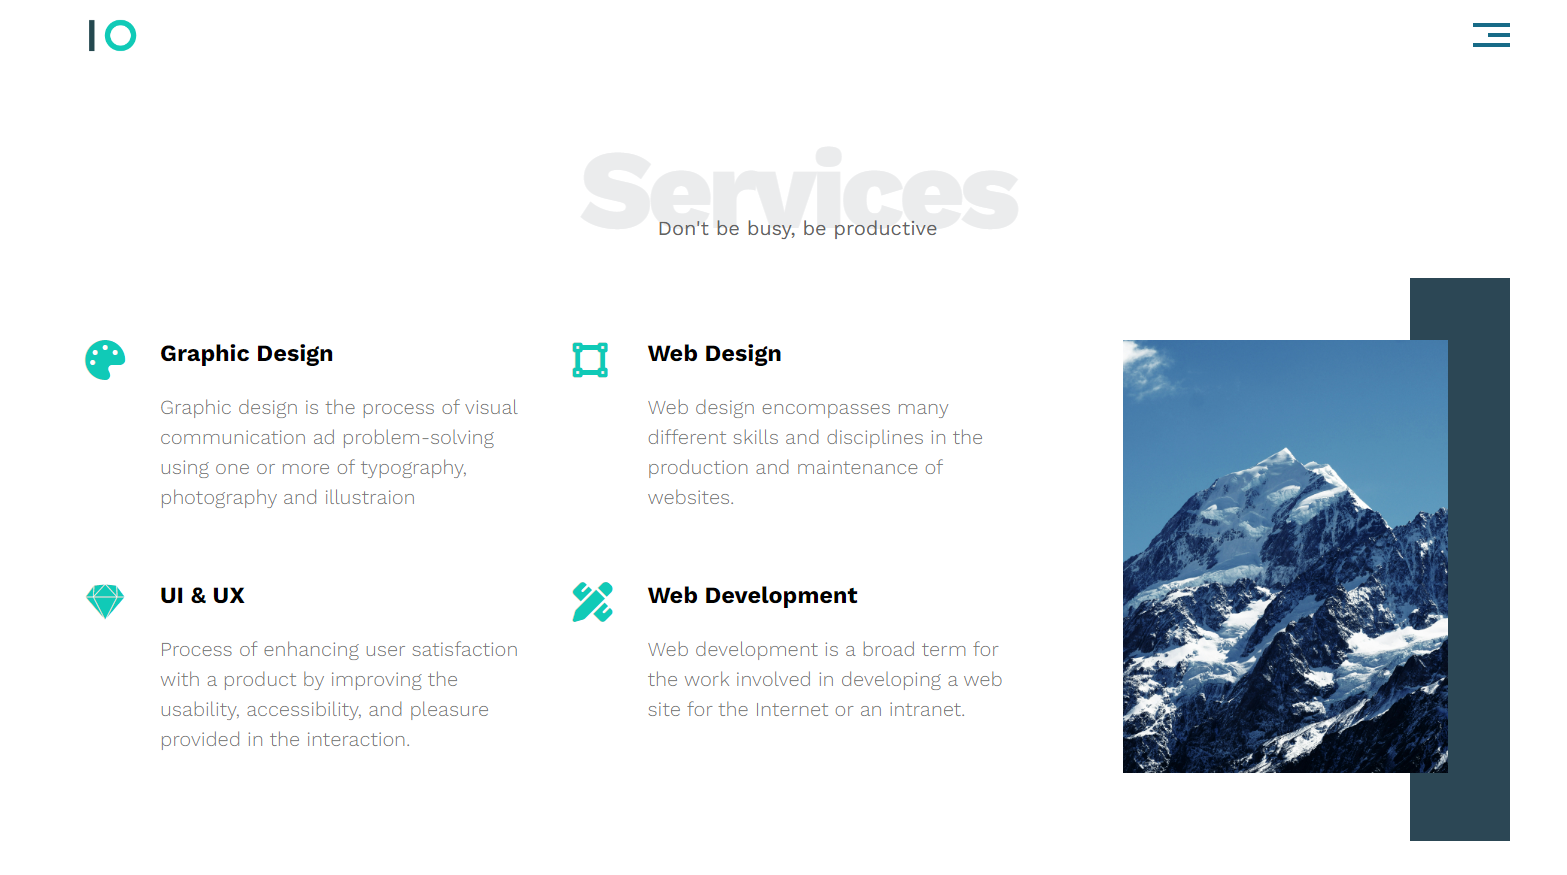 IO
Services
Don't be busy, be productive
Graphic Design
Graphic design is the process of visual
communication ad problem-solving
using one or more of typography,
photography and illustraion
Web Design
Web design encompasses many
different skills and disciplines in the
production and maintenance of
websites.
UI & UX
Process of enhancing user satisfaction
with a product by improving the
usability, accessibility, and pleasure
provided in the interaction.
Web Development
Web development is a broad term for
the work involved in developing a web
site for the Internet or an intranet.